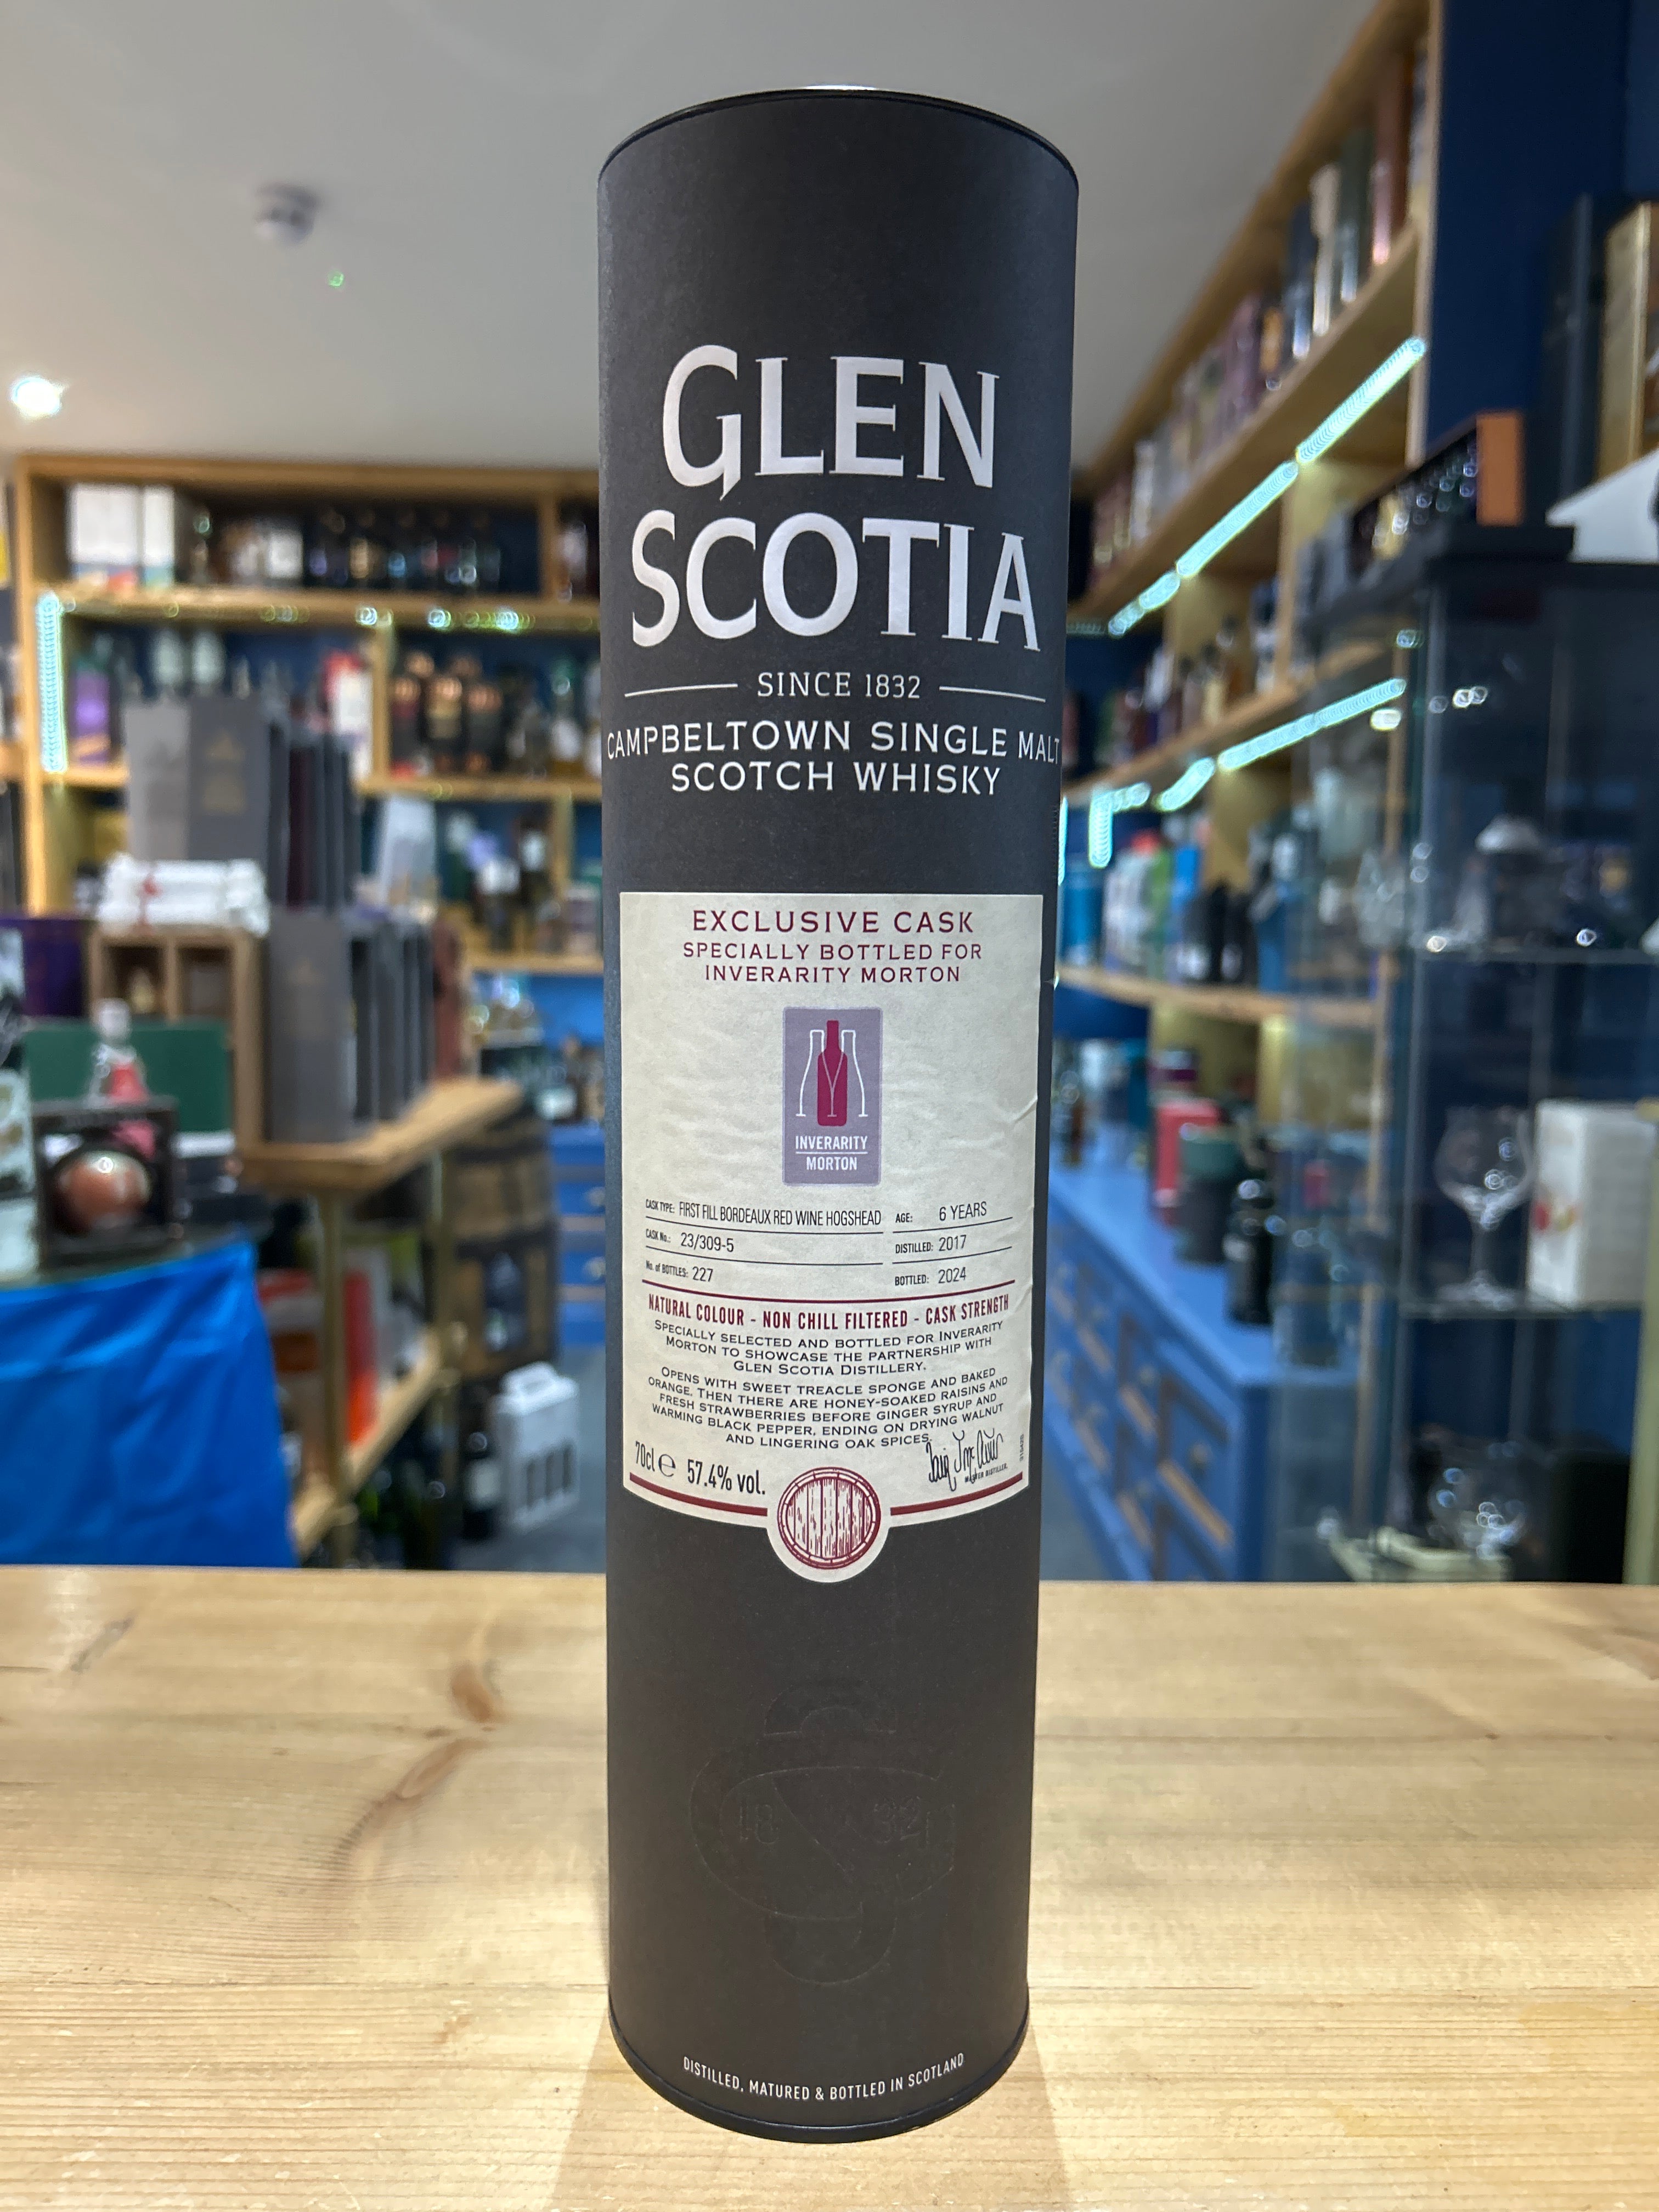 GLEN
SCOTIA
SINCE 1832
CAMPBELTOWN SINGLE MALT
SCOTCH WHISKY
EXCLUSIVE CASK
SPECIALLY BOTTLED FOR
INVERARITY MORTON
INVERARITY
MORTON
CASK TYPE: FIRST FILL BORDEAUX RED WINE HOGSHEAD AGE: 6 YEARS
CASK No.: 23/309-5 DISTILLED: 2017
No. of BOTTLES: 227 BOTTLED: 2024
NATURAL COLOUR - NON CHILL FILTERED - CASK STRENGTH
SPECIALLY SELECTED AND BOTTLED FOR INVERARITY
MORTON TO SHOWCASE THE PARTNERSHIP WITH
GLEN SCOTIA DISTILLERY.
OPENS WITH SWEET TREACLE SPONGE AND BAKED
ORANGE. THEN THERE ARE HONEY-SOAKED RAISINS AND
FRESH STRAWBERRIES BEFORE GINGER SYRUP AND
WARMING BLACK PEPPER, ENDING ON DRYING WALNUT
AND LINGERING OAK SPICES.
70cl e 57.4% vol.
MASTER DISTILLER
18 32
DISTILLED, MATURED & BOTTLED IN SCOTLAND